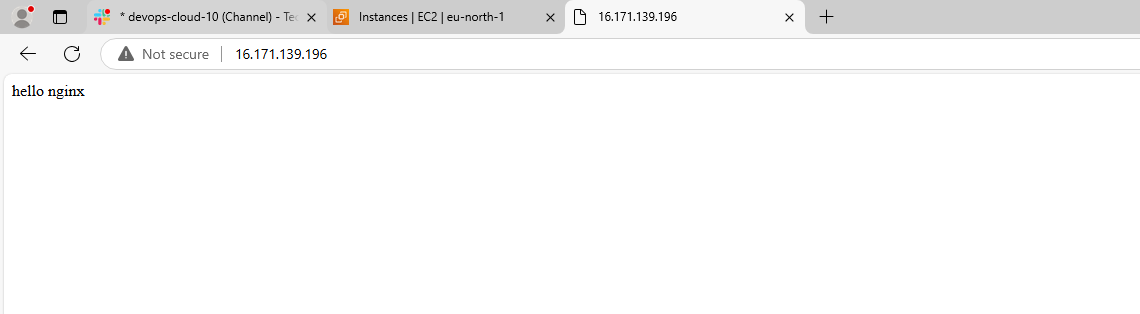 * devops-cloud-10 (Channel) - Tec
Instances | EC2 | eu-north-1
16.171.139.196
Not secure
16.171.139.196
hello nginx